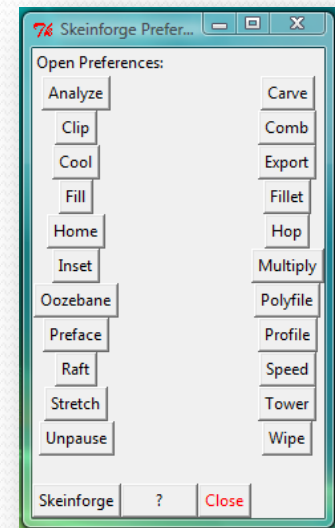 Skeinforge Prefer...
Open Preferences:
Analyze Carve
Clip Comb
Cool Export
Fill Fillet
Home Hop
Inset Multiply
Oozebane Polyfile
Preface Profile
Raft Speed
Stretch Tower
Unpause Wipe
Skeinforge ? Close